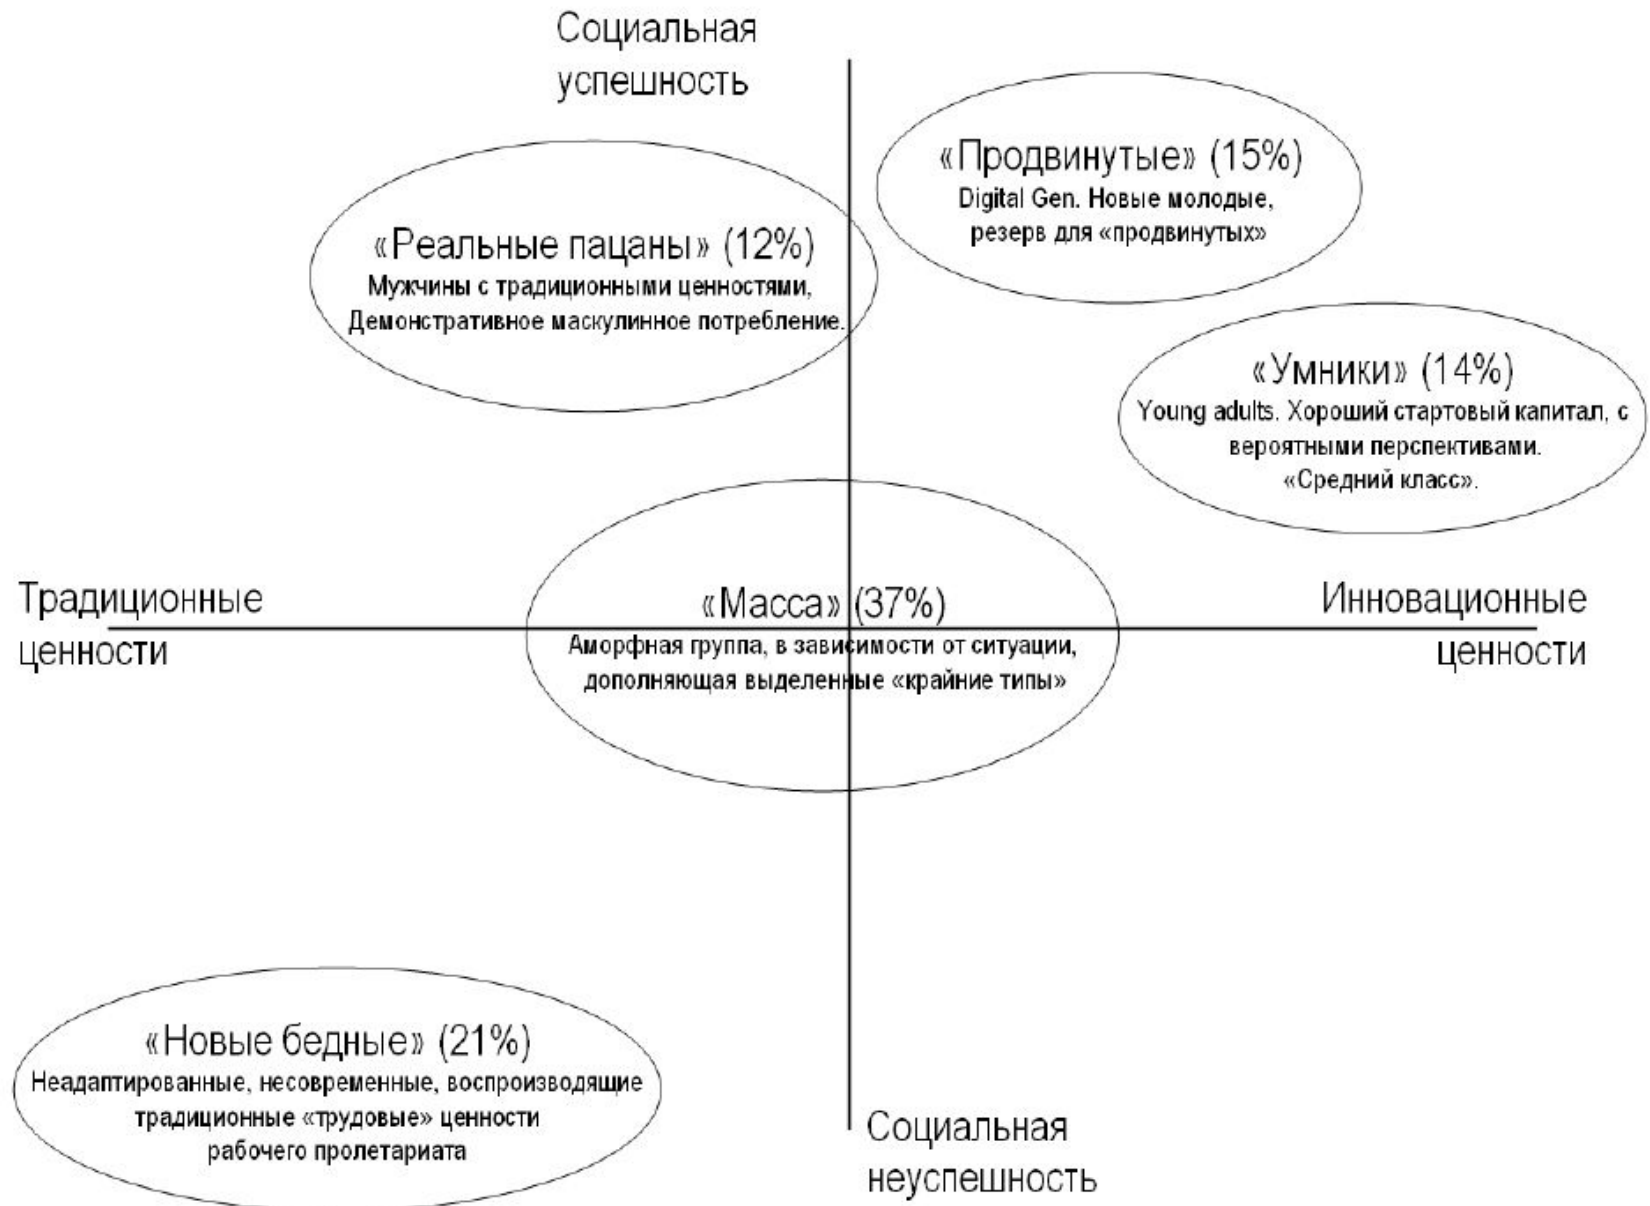 Социальная
успешность
«Продвинутые» (15%)
Digital Gen. Новые молодые,
резерв для «продвинутых»
«Реальные пацаны» (12%)
Мужчины с традиционными ценностями,
Демонстративное маскулинное потребление.
«Умники» (14%)
Young adults. Хороший стартовый капитал, с
вероятными перспективами.
«Средний класс».
Традиционные
ценности
«Масса» (37%)
Аморфная группа, в зависимости от ситуации,
дополняющая выделенные «крайние типы»
Инновационные
ценности
«Новые бедные» (21%)
Неадаптированные, несовременные, воспроизводящие
традиционные «трудовые» ценности
рабочего пролетариата
Социальная
неуспешность